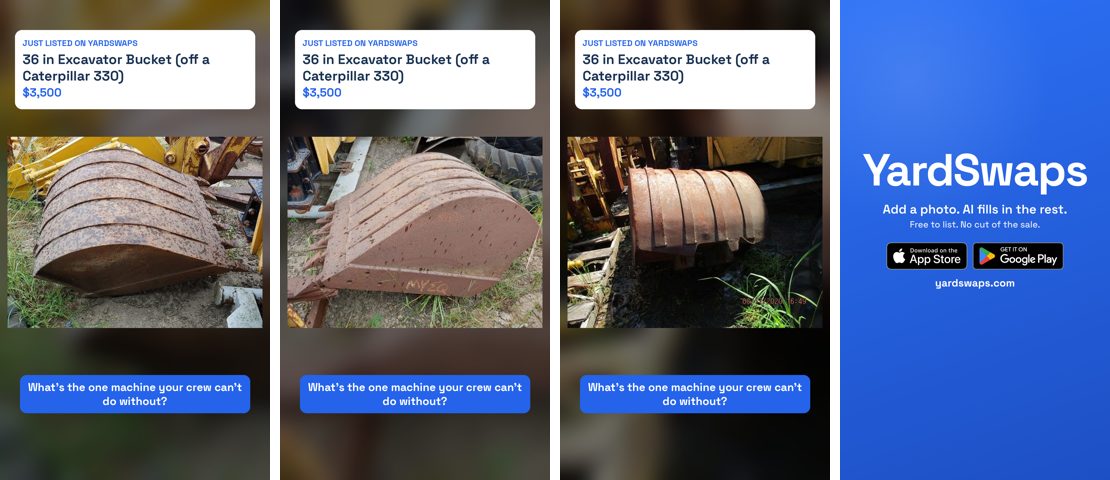 JUST LISTED ON YARDSWAPS
36 in Excavator Bucket (off a
Caterpillar 330)
$3,500
What's the one machine your crew can't
do without?
JUST LISTED ON YARDSWAPS
36 in Excavator Bucket (off a
Caterpillar 330)
$3,500
What's the one machine your crew can't
do without?
JUST LISTED ON YARDSWAPS
36 in Excavator Bucket (off a
Caterpillar 330)
$3,500
What's the one machine your crew can't
do without?
YardSwaps
Add a photo. AI fills in the rest.
Free to list. No cut of the sale.
Download on the
App Store
GET IT ON
Google Play
yardswaps.com